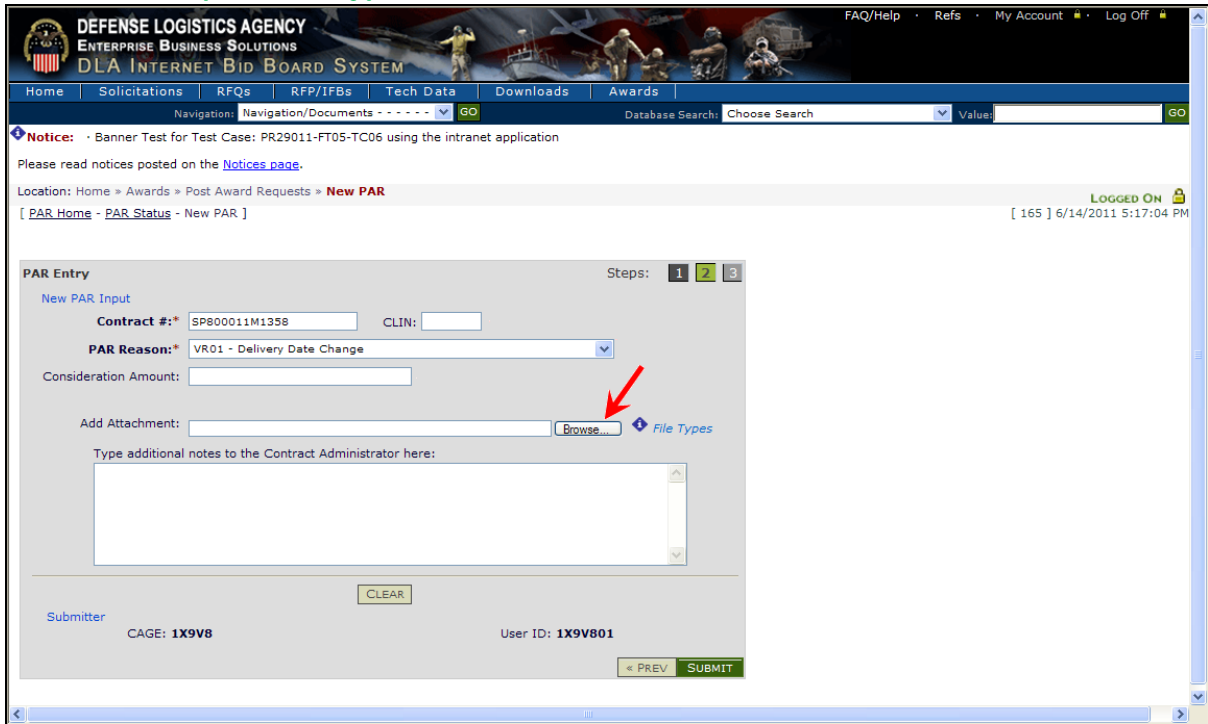 FAQ/Help · Refs · My Account · Log Off
DEFENSE LOGISTICS AGENCY
ENTERPRISE BUSINESS SOLUTIONS
DLA INTERNET BID BOARD SYSTEM
Home Solicitations RFQs RFP/IFBs Tech Data Downloads Awards
Navigation: Navigation/Documents - - - - - - GO Database Search: Choose Search Value: GO
Notice: · Banner Test for Test Case: PR29011-FT05-TC06 using the intranet application
Please read notices posted on the Notices page.
Location: Home » Awards » Post Award Requests » New PAR
LOGGED ON
[ PAR Home - PAR Status - New PAR ] [ 165 ] 6/14/2011 5:17:04 PM
PAR Entry Steps: 1 2 3
New PAR Input
Contract #:* SP800011M1358 CLIN:
PAR Reason:* VR01 - Delivery Date Change
Consideration Amount:
Add Attachment: Browse... File Types
Type additional notes to the Contract Administrator here:
CLEAR
Submitter
CAGE: 1X9V8 User ID: 1X9V801
« PREV SUBMIT